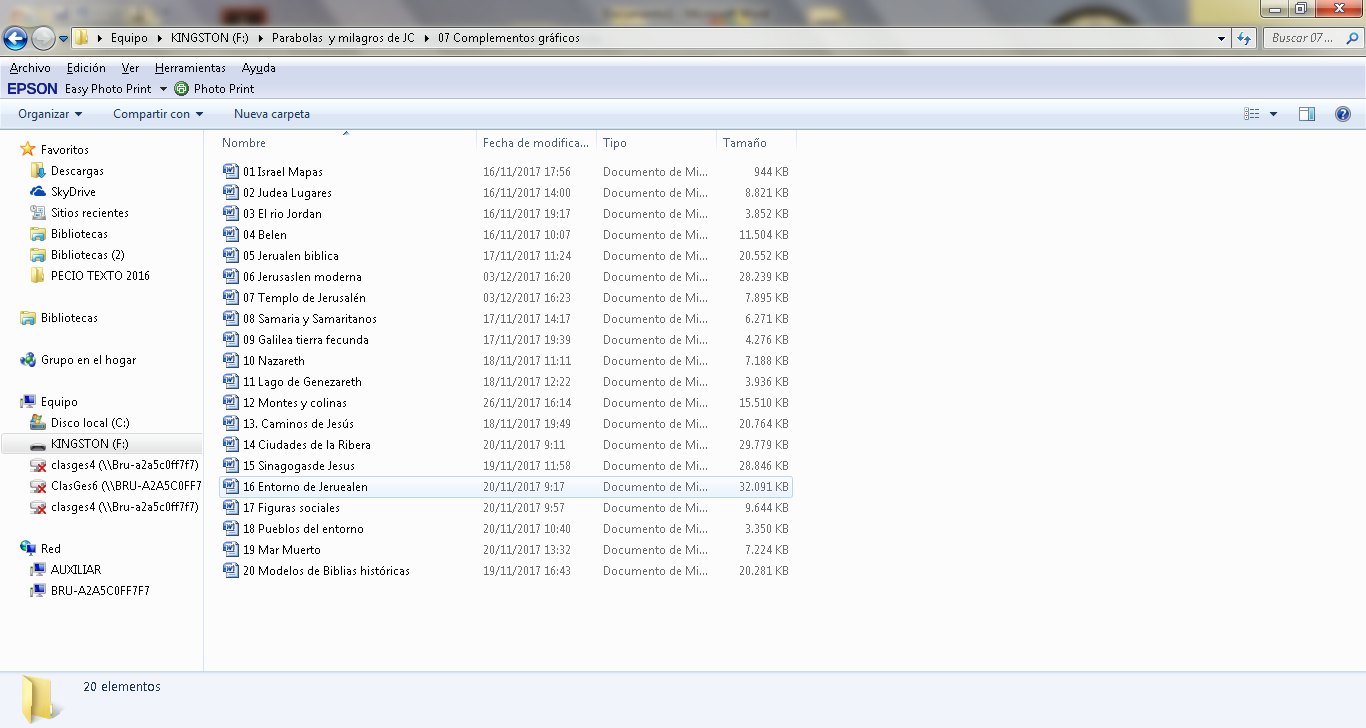 Equipo KINGSTON (F:) Parabolas y milagros de JC 07 Complementos gráficos Buscar 07 ...
Archivo Edición Ver Herramientas Ayuda
EPSON Easy Photo Print Photo Print
Organizar Compartir con Nueva carpeta
Favoritos
Descargas
SkyDrive
Sitios recientes
Bibliotecas
Bibliotecas (2)
PECIO TEXTO 2016
Bibliotecas
Grupo en el hogar
Equipo
Disco local (C:)
KINGSTON (F:)
clasges4 (\\Bru-a2a5c0ff7f7)
ClasGes6 (\\BRU-A2A5C0FF7
clasges4 (\\Bru-a2a5c0ff7f7)
Red
AUXILIAR
BRU-A2A5C0FF7F7
Nombre Fecha de modifica... Tipo Tamaño
01 Israel Mapas 16/11/2017 17:56 Documento de Mi... 944 KB
02 Judea Lugares 16/11/2017 14:00 Documento de Mi... 8.821 KB
03 El rio Jordan 16/11/2017 19:17 Documento de Mi... 3.852 KB
04 Belen 16/11/2017 10:07 Documento de Mi... 11.504 KB
05 Jerualen biblica 17/11/2017 11:24 Documento de Mi... 20.552 KB
06 Jerusaslen moderna 03/12/2017 16:20 Documento de Mi... 28.239 KB
07 Templo de Jerusalén 03/12/2017 16:23 Documento de Mi... 7.895 KB
08 Samaria y Samaritanos 17/11/2017 14:17 Documento de Mi... 6.271 KB
09 Galilea tierra fecunda 17/11/2017 19:39 Documento de Mi... 4.276 KB
10 Nazareth 18/11/2017 11:11 Documento de Mi... 7.188 KB
11 Lago de Genezareth 18/11/2017 12:22 Documento de Mi... 3.936 KB
12 Montes y colinas 26/11/2017 16:14 Documento de Mi... 15.510 KB
13. Caminos de Jesús 18/11/2017 19:49 Documento de Mi... 20.764 KB
14 Ciudades de la Ribera 20/11/2017 9:11 Documento de Mi... 29.779 KB
15 Sinagogasde Jesus 19/11/2017 11:58 Documento de Mi... 28.846 KB
16 Entorno de Jeruealen 20/11/2017 9:17 Documento de Mi... 32.091 KB
17 Figuras sociales 20/11/2017 9:57 Documento de Mi... 9.644 KB
18 Pueblos del entorno 20/11/2017 10:40 Documento de Mi... 3.350 KB
19 Mar Muerto 20/11/2017 13:32 Documento de Mi... 7.224 KB
20 Modelos de Biblias históricas 19/11/2017 16:43 Documento de Mi... 20.281 KB
20 elementos